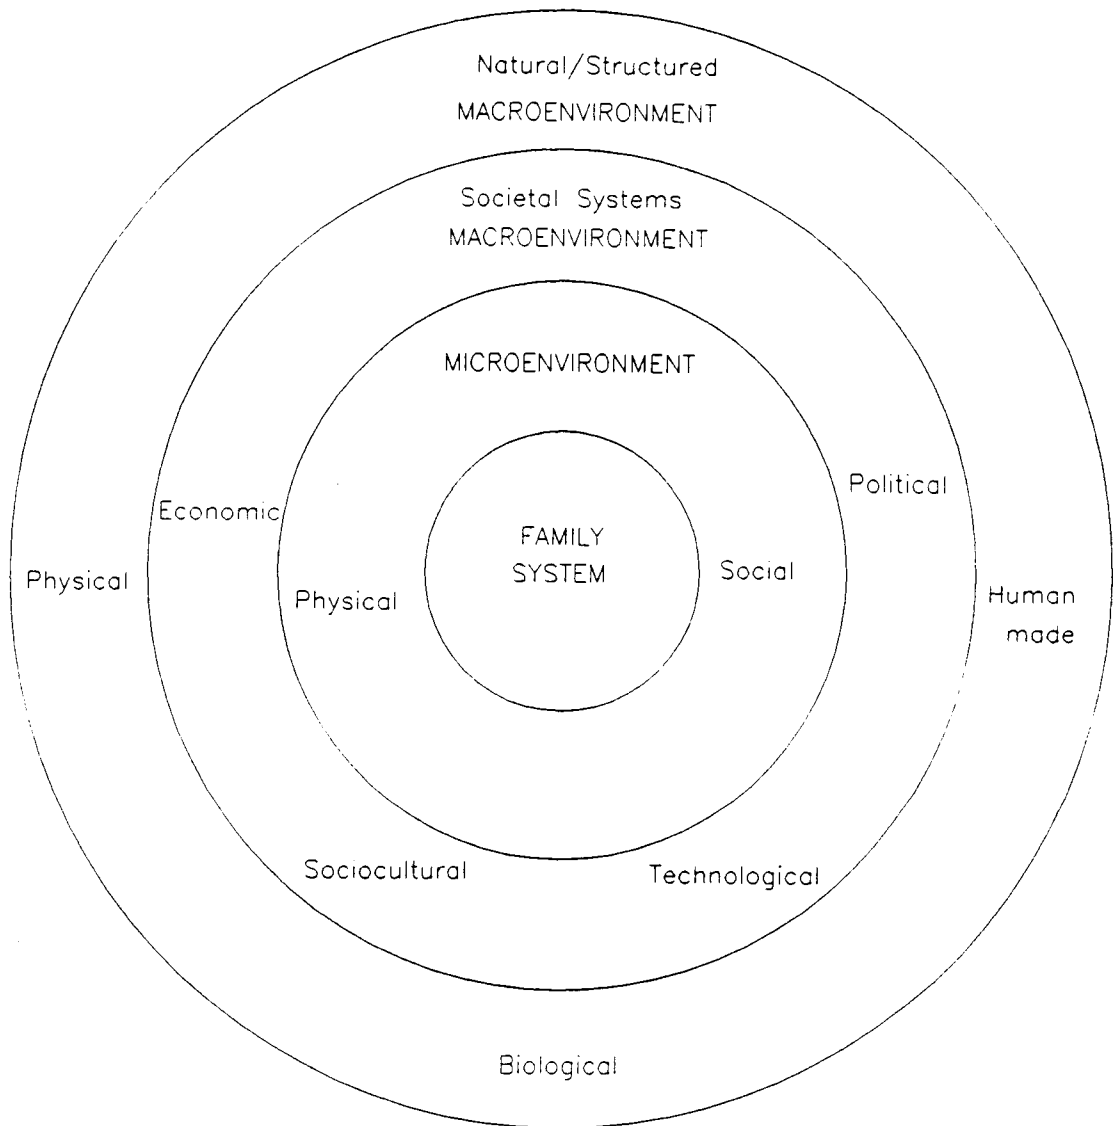 Natural/Structured
MACROENVIRONMENT
Societal Systems
MACROENVIRONMENT
MICROENVIRONMENT
Political
Economic
FAMILY
SYSTEM
Social
Physical
Physical
Human
made
Sociocultural
Technological
Biological